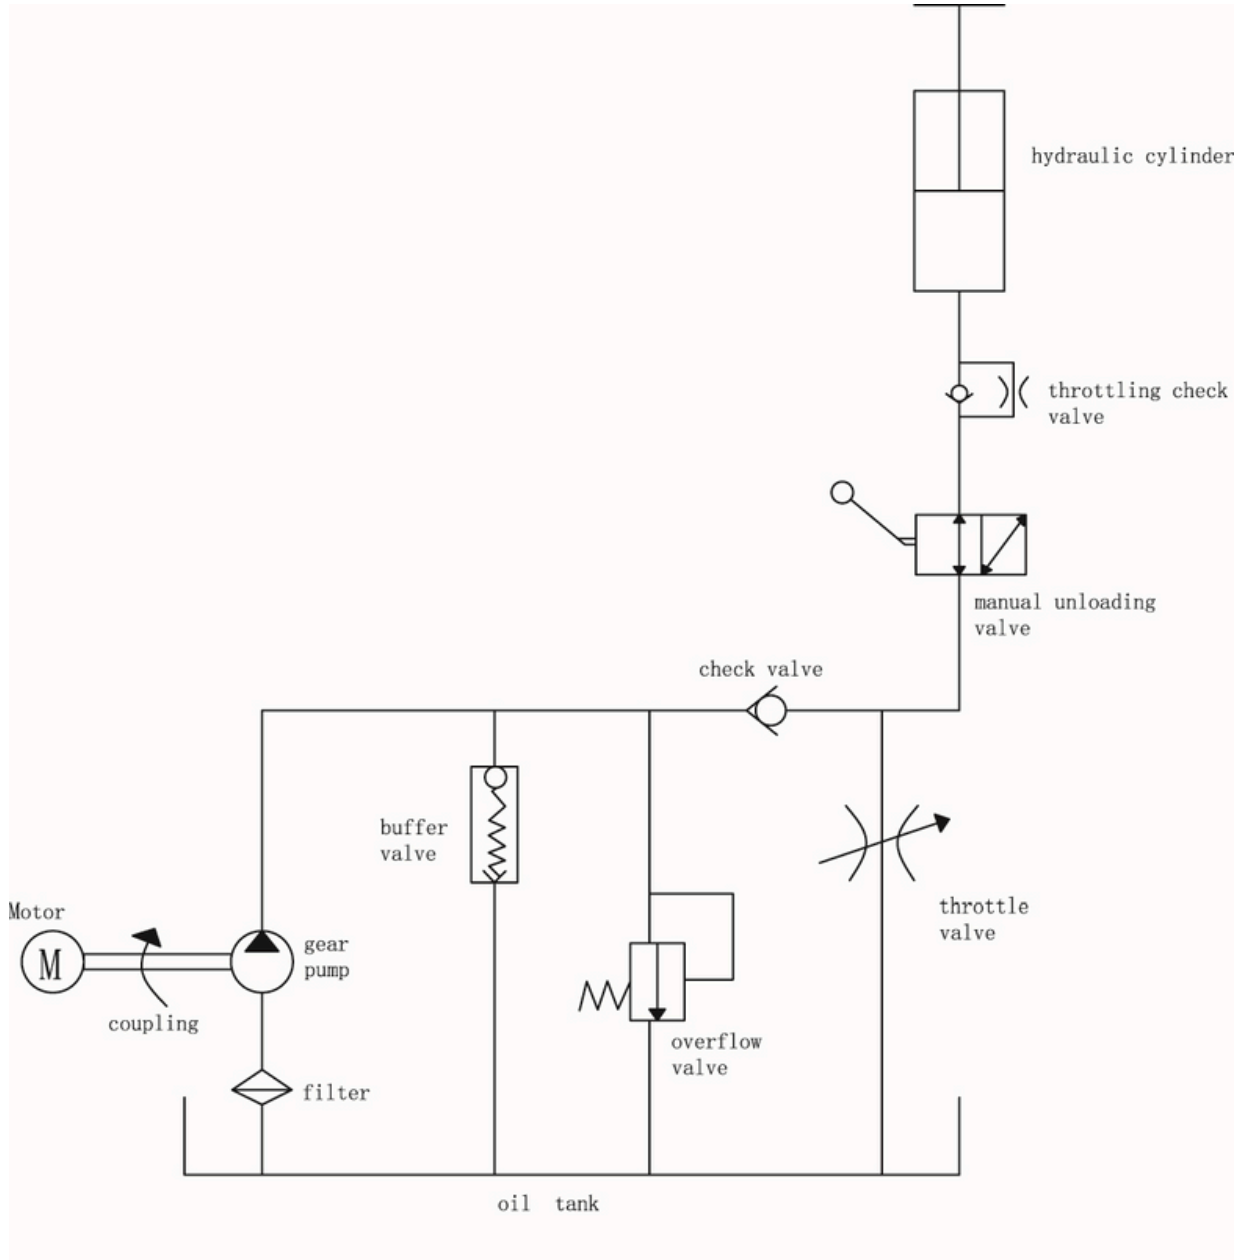 hydraulic cylinder
throttling check
valve
manual unloading
valve
check valve
buffer
valve
throttle
valve
Motor
M
gear
pump
coupling
overflow
valve
filter
oil tank